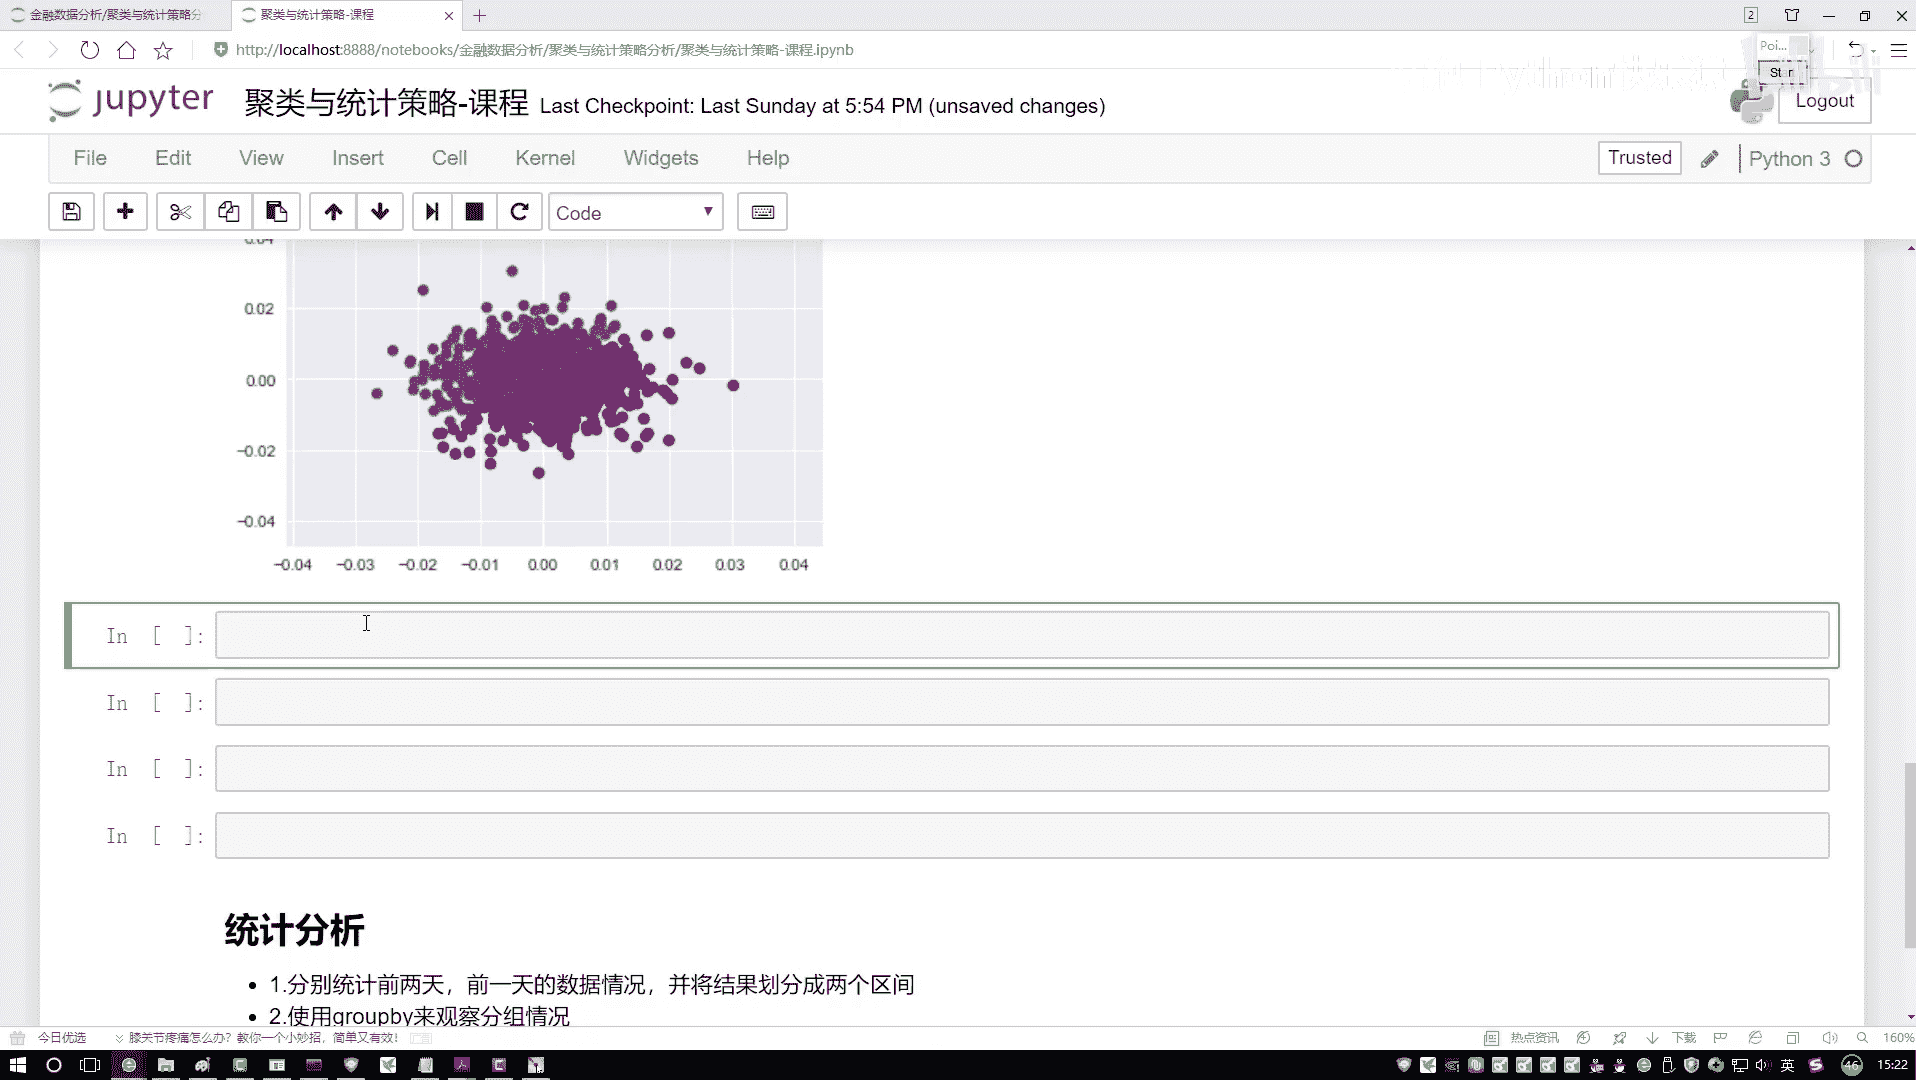 金融数据分析/聚类与统计策略分
聚类与统计策略-课程
2
http://localhost:8888/notebooks/金融数据分析/聚类与统计策略分析/聚类与统计策略-课程.ipynb
Poi...
jupyter 聚类与统计策略-课程 Last Checkpoint: Last Sunday at 5:54 PM (unsaved changes)
Logout
File Edit View Insert Cell Kernel Widgets Help
Trusted Python 3
Code
0.04
0.02
0.00
−0.02
−0.04
−0.04 −0.03 −0.02 −0.01 0.00 0.01 0.02 0.03 0.04
In [ ]:
In [ ]:
In [ ]:
In [ ]:
统计分析
1.分别统计前两天，前一天的数据情况，并将结果划分成两个区间
2.使用groupby来观察分组情况
今日优选 膝关节疼痛怎么办？教你一个小妙招，简单又有效！
热点资讯 下载 160%
英 46 15:22